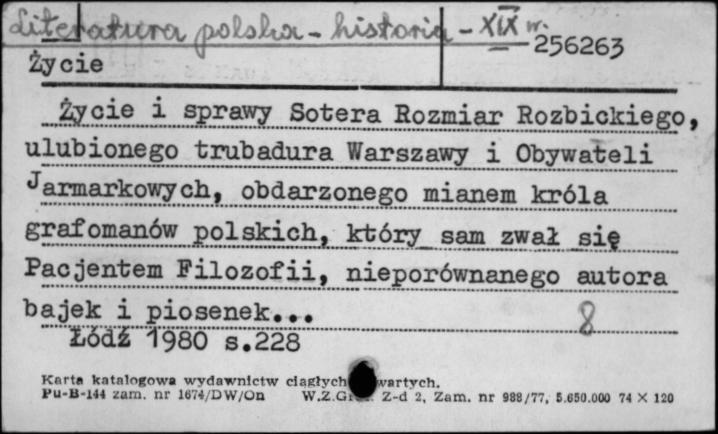 Literatura polska - historia - XIX w.
256263
Życie
Życie i sprawy Sotera Rozmiar Rozbickiego,
ulubionego trubadura Warszawy i Obywateli
Jarmarkowych, obdarzonego mianem króla
grafomanów polskich, który sam zwał się
Pacjentem Filozofii, nieporównanego autora
bajek i piosenek...
8
Łódź 1980 s.228
Karta katalogowa wydawnictw ciągłych wartych.
Pu-B-144 zam. nr 1674/DW/On W.Z.G Z-d 2, Zam. nr 988/77, 5.650.000 74 X 120